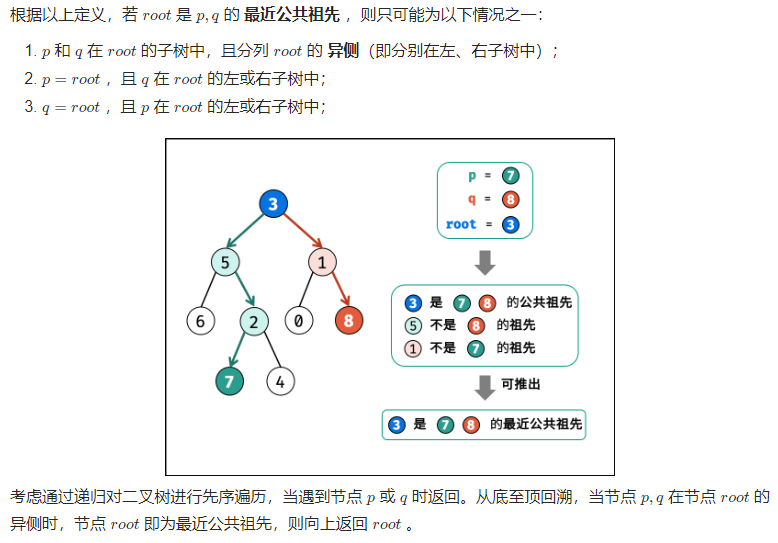 根据以上定义，若 root 是 p,q 的 最近公共祖先 ，则只可能为以下情况之一：
1. p 和 q 在 root 的子树中，且分列 root 的 异侧（即分别在左、右子树中）；
2. p = root ，且 q 在 root 的左或右子树中；
3. q = root ，且 p 在 root 的左或右子树中；
3
5 1
6 2 0 8
7 4
p = 7
q = 8
root = 3
3 是 7 8 的公共祖先
5 不是 8 的祖先
1 不是 7 的祖先
可推出
3 是 7 8 的最近公共祖先
考虑通过递归对二叉树进行先序遍历，当遇到节点 p 或 q 时返回。从底至顶回溯，当节点 p,q 在节点 root 的
异侧时，节点 root 即为最近公共祖先，则向上返回 root 。